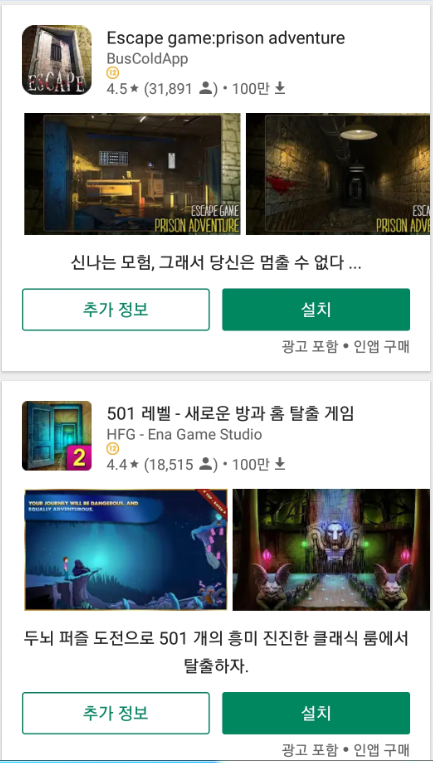 ESCAPE
Escape game:prison adventure
BusColdApp
12
4.5★ (31,891 ) • 100만
ESCAPE GAME
PRISON ADVENTURE
ESCAPE GAME
PRISON ADVEN
신나는 모험, 그래서 당신은 멈출 수 없다 ...
추가 정보
설치
광고 포함 • 인앱 구매
2
501 레벨 - 새로운 방과 홈 탈출 게임
HFG - Ena Game Studio
12
4.4★ (18,515 ) • 100만
YOUR JOURNEY WILL BE DANGEROUS, AND
EQUALLY ADVENTUROUS.
두뇌 퍼즐 도전으로 501 개의 흥미 진진한 클래식 룸에서
탈출하자.
추가 정보
설치
광고 포함 • 인앱 구매